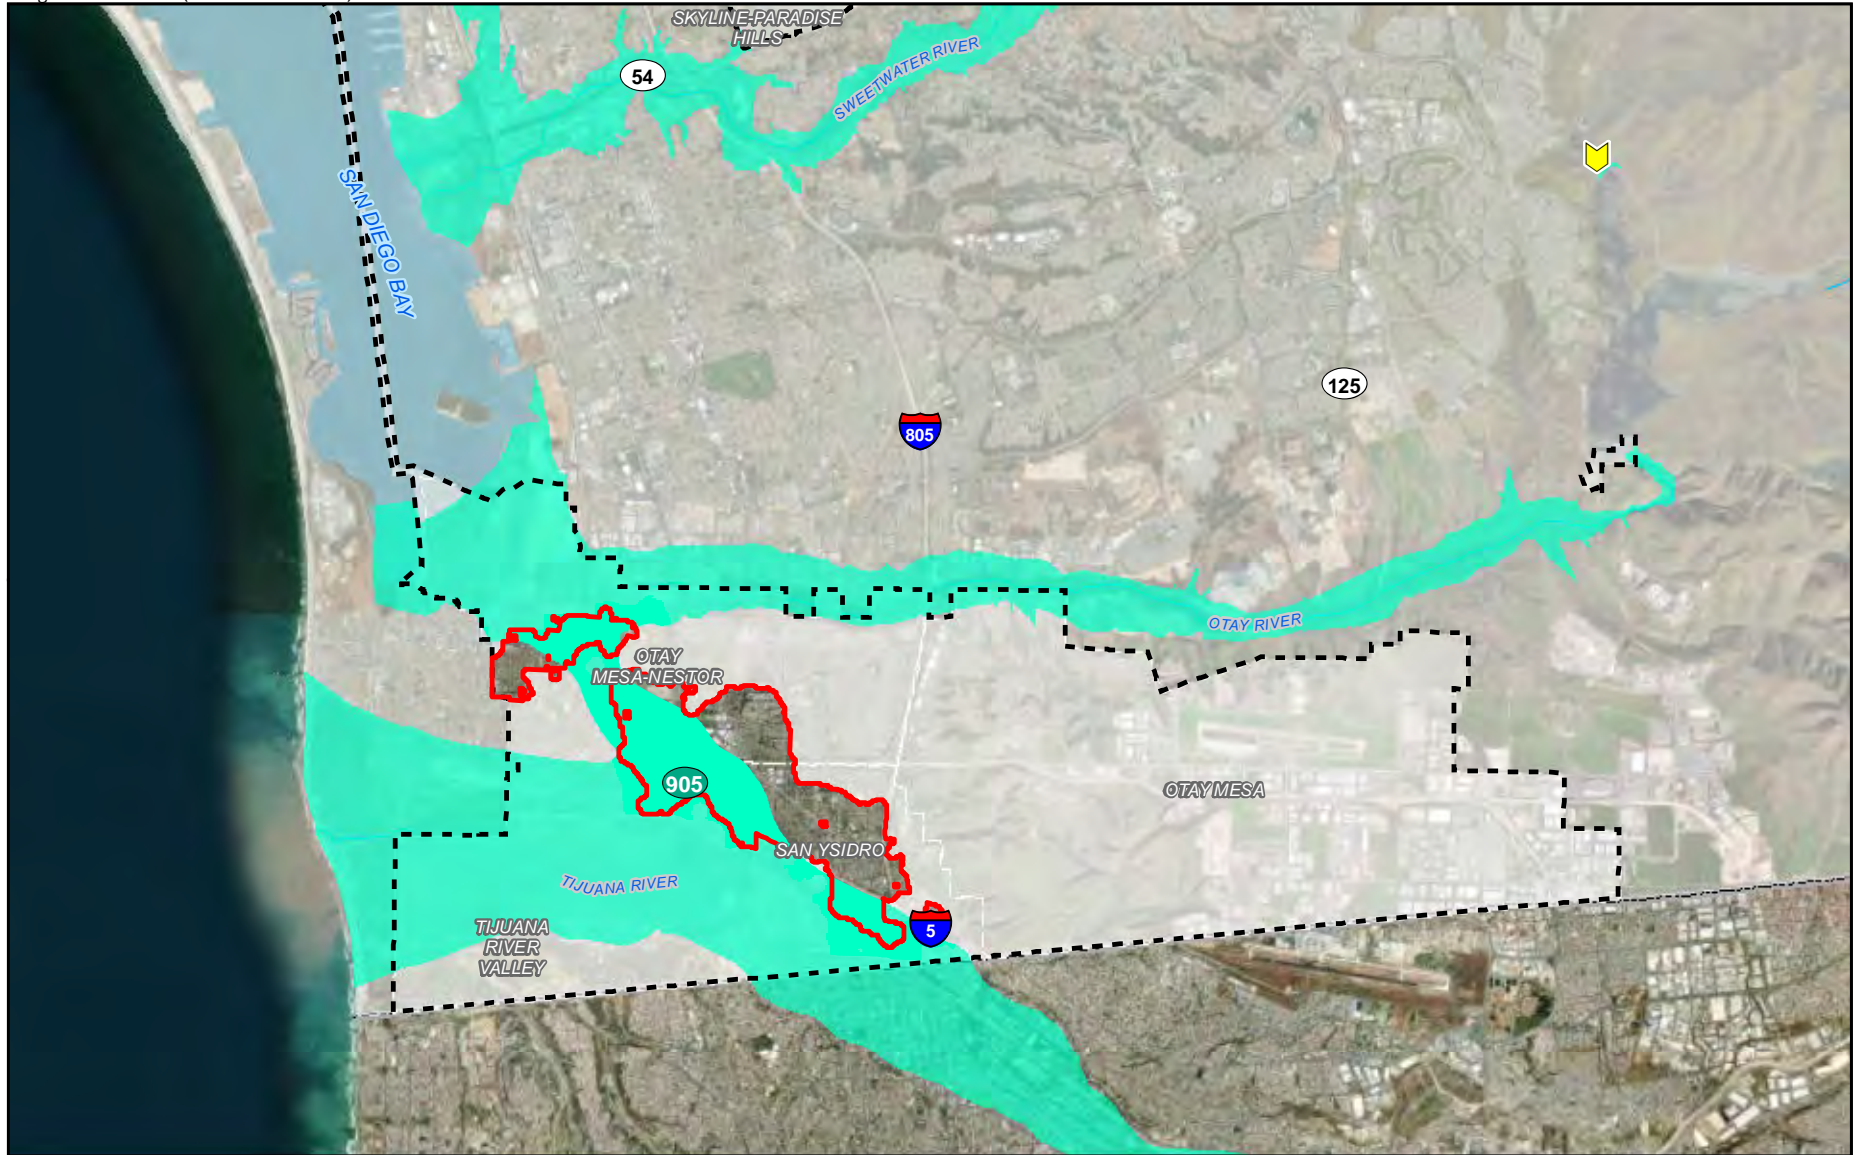 SKYLINE-PARADISE
HILLS
54
SWEETWATER RIVER
SAN DIEGO BAY
125
805
OTAY RIVER
OTAY
MESA-NESTOR
905
OTAY MESA
SAN YSIDRO
TIJUANA RIVER
TIJUANA
RIVER
VALLEY
5